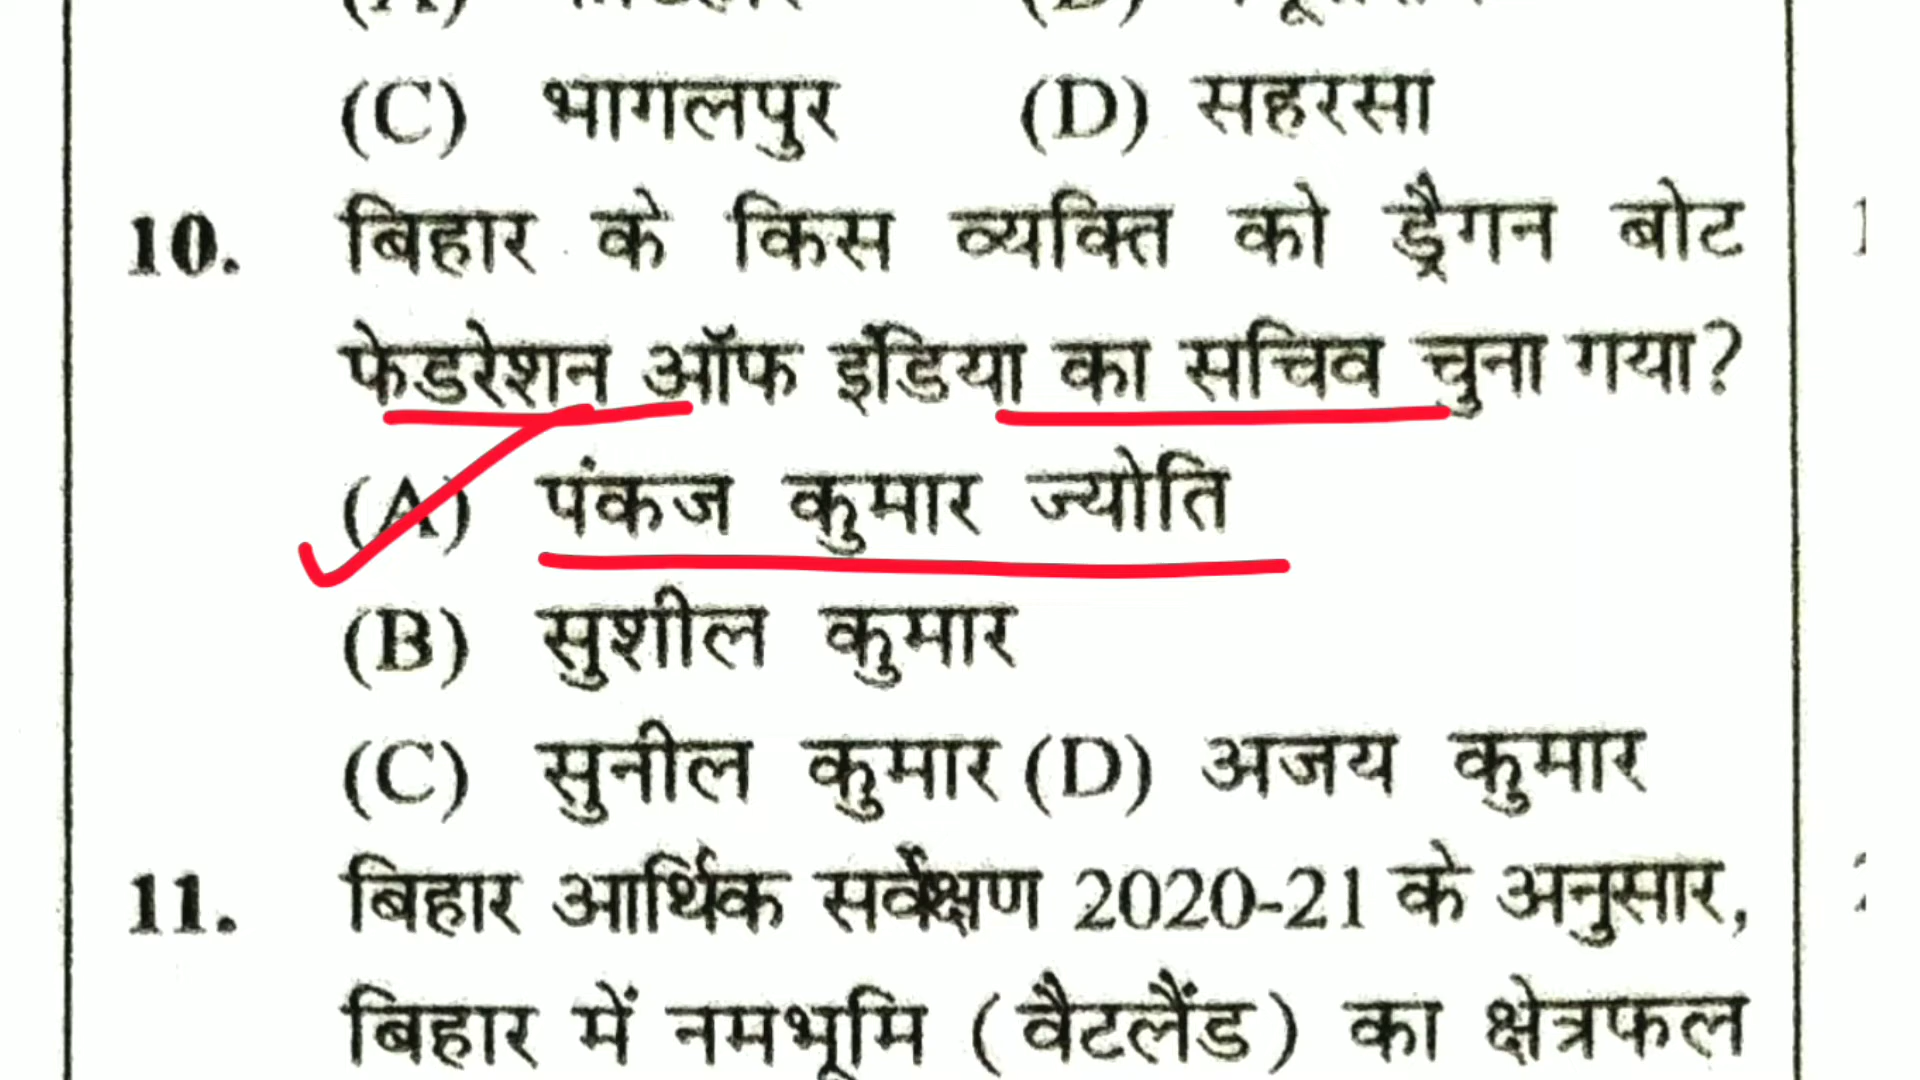 (C) भागलपुर (D) सहरसा
10. बिहार के किस व्यक्ति को ड्रैगन बोट
फेडरेशन ऑफ इंडिया का सचिव चुना गया?
(A) पंकज कुमार ज्योति
(B) सुशील कुमार
(C) सुनील कुमार (D) अजय कुमार
11. बिहार आर्थिक सर्वेक्षण 2020-21 के अनुसार,
बिहार में नमभूमि (वैटलैंड) का क्षेत्रफल